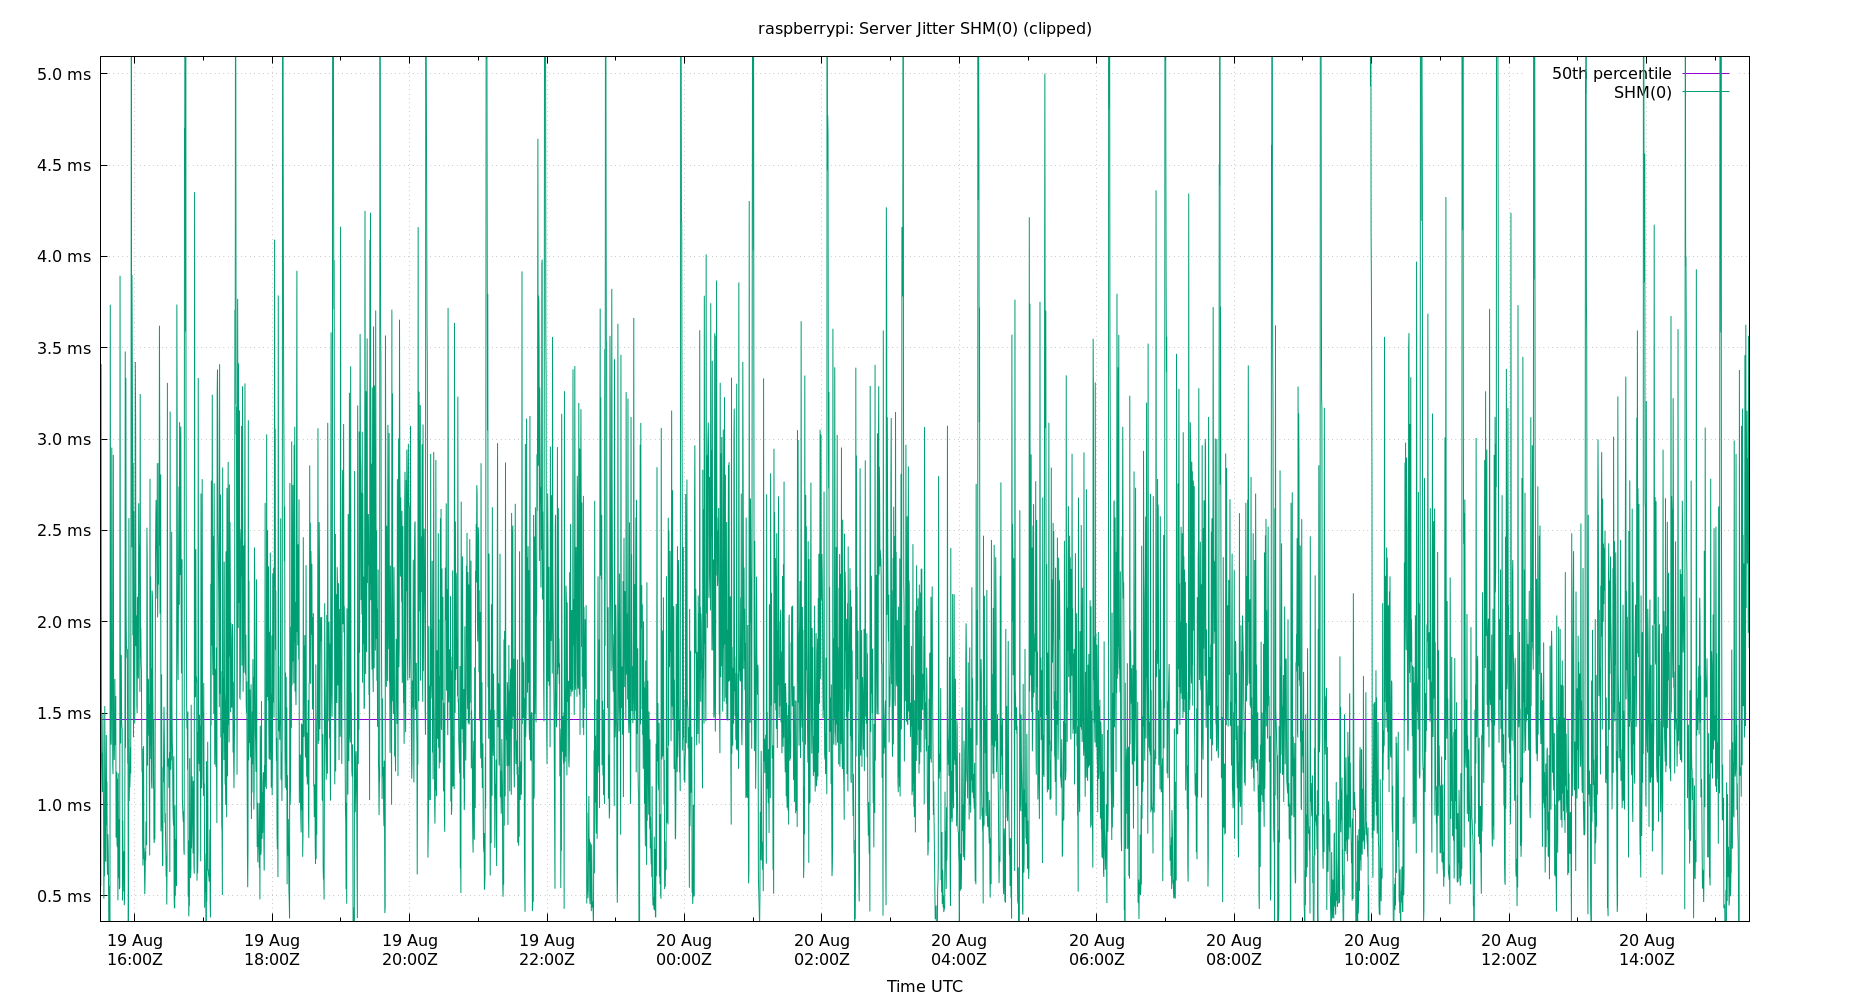 raspberrypi: Server Jitter SHM(0) (clipped)
50th percentile
SHM(0)
5.0 ms
4.5 ms
4.0 ms
3.5 ms
3.0 ms
2.5 ms
2.0 ms
1.5 ms
1.0 ms
0.5 ms
19 Aug 19 Aug 19 Aug 19 Aug 20 Aug 20 Aug 20 Aug 20 Aug 20 Aug 20 Aug 20 Aug 20 Aug
16:00Z 18:00Z 20:00Z 22:00Z 00:00Z 02:00Z 04:00Z 06:00Z 08:00Z 10:00Z 12:00Z 14:00Z
Time UTC